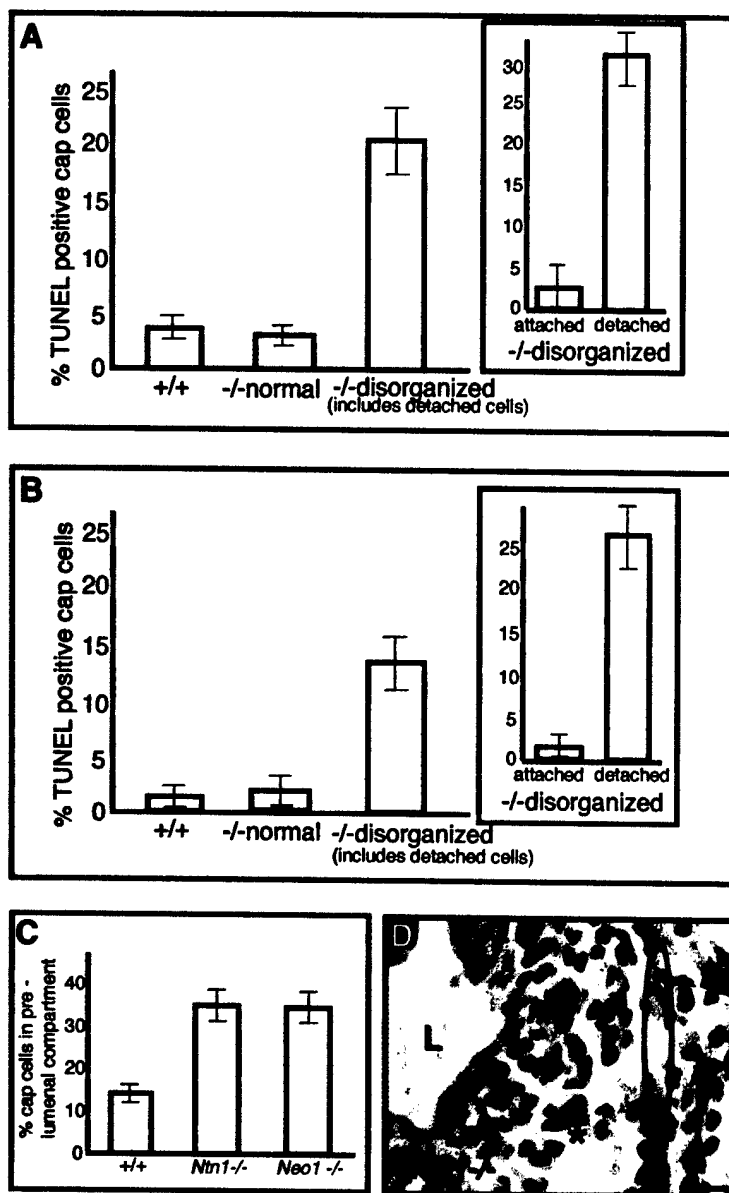 A
% TUNEL positive cap cells
25
20
15
10
5
0
+/+
-/-normal
-/-disorganized
(includes detached cells)
30
25
20
15
10
5
0
attached
detached
-/-disorganized
B
% TUNEL positive cap cells
25
20
15
10
5
0
+/+
-/-normal
-/-disorganized
(includes detached cells)
25
20
15
10
5
0
attached
detached
-/-disorganized
C
% cap cells in pre -
lumenal compartment
40
30
20
10
0
+/+
Ntn1-/-
Neo1 -/-
D
L
*